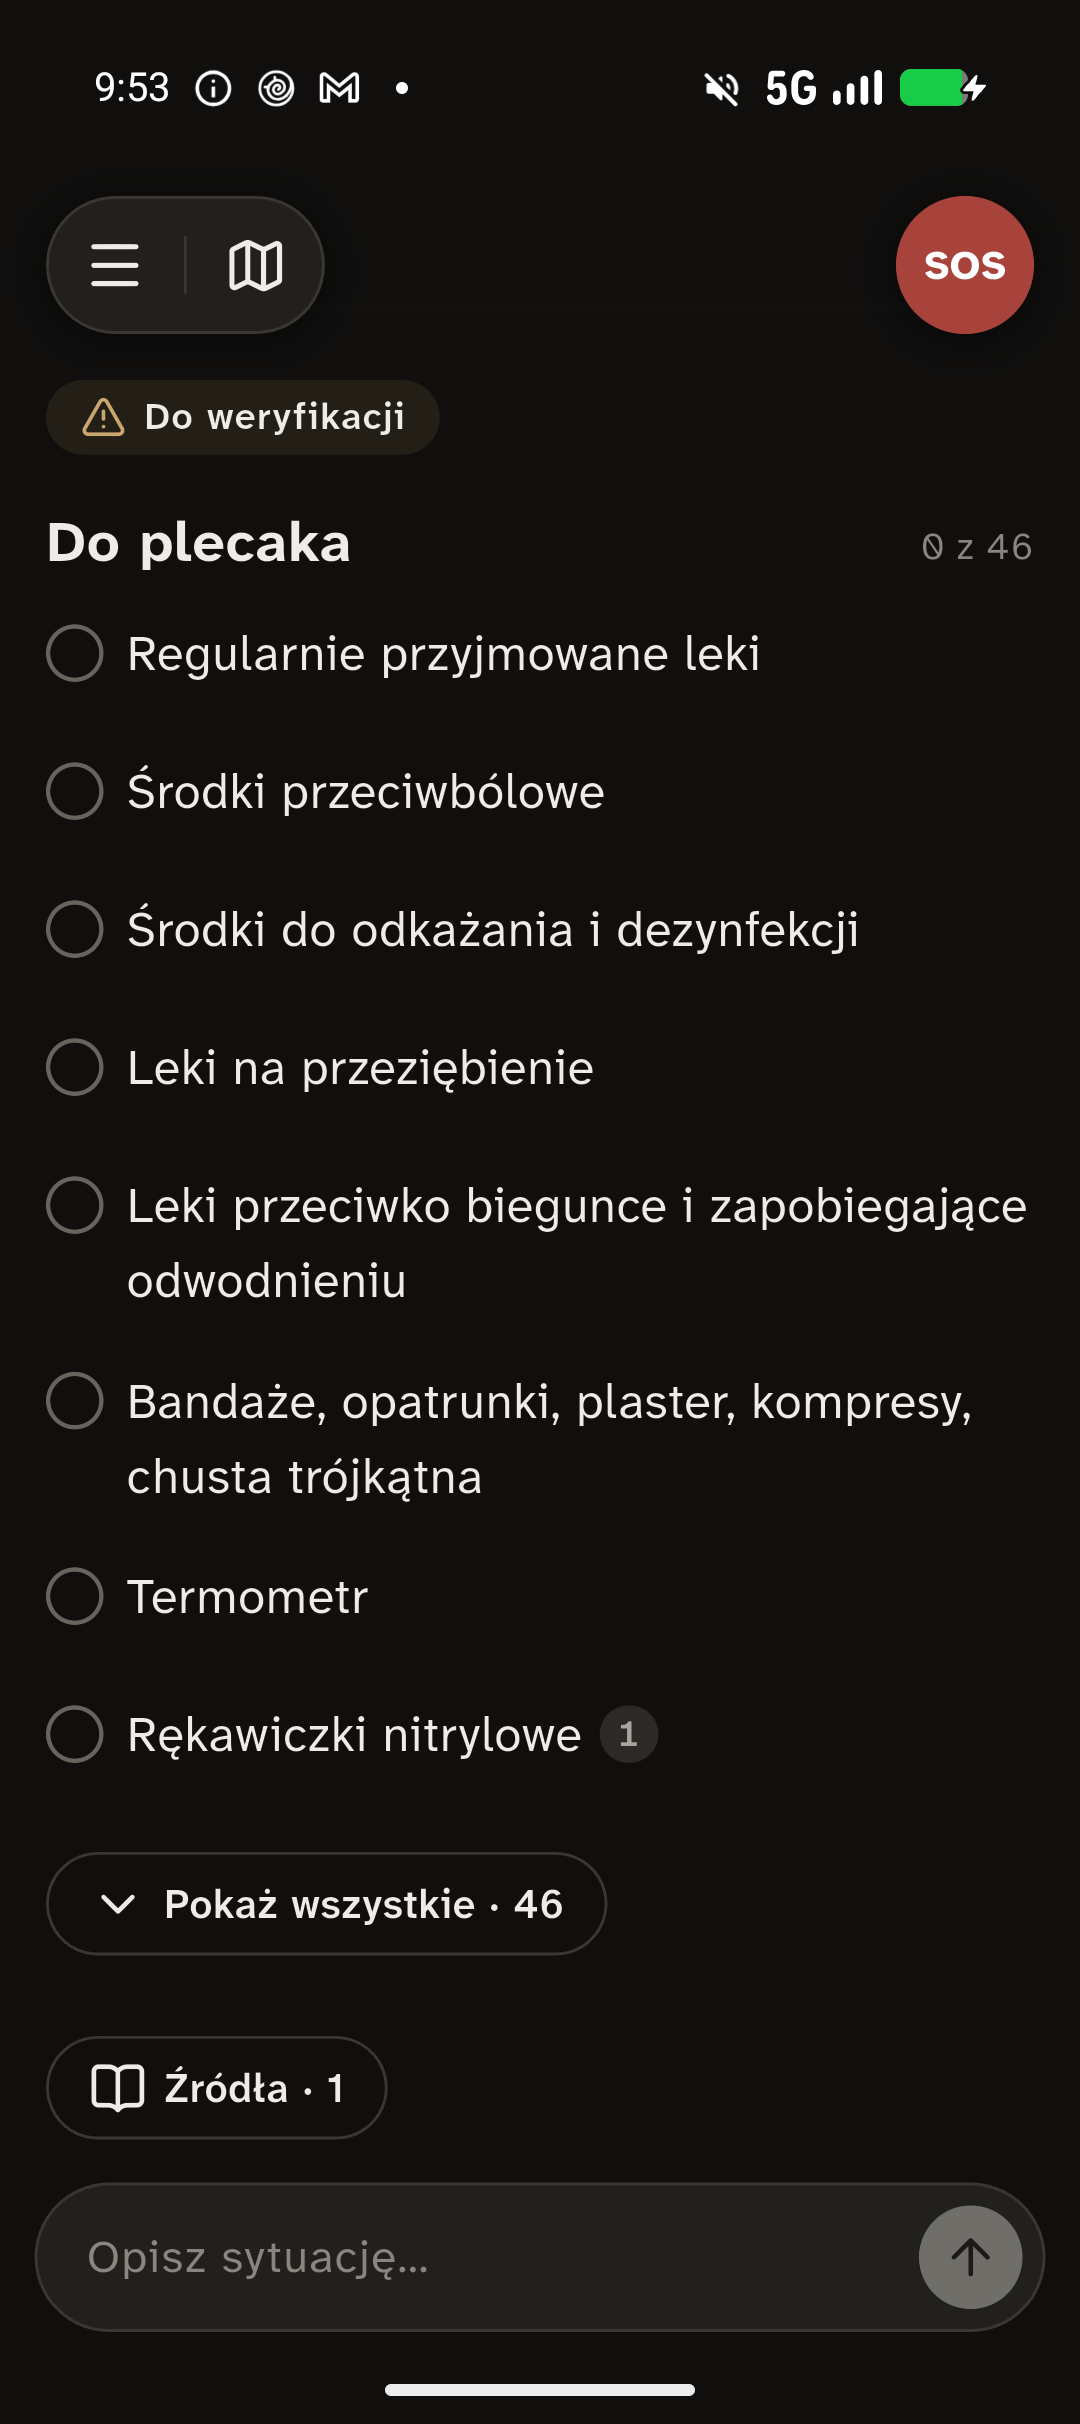 9:53
5G
SOS
Do weryfikacji
Do plecaka
0 z 46
Regularnie przyjmowane leki
Środki przeciwbólowe
Środki do odkażania i dezynfekcji
Leki na przeziębienie
Leki przeciwko biegunce i zapobiegające
odwodnieniu
Bandaże, opatrunki, plaster, kompresy,
chusta trójkątna
Termometr
Rękawiczki nitrylowe 1
Pokaż wszystkie · 46
Źródła · 1
Opisz sytuację...